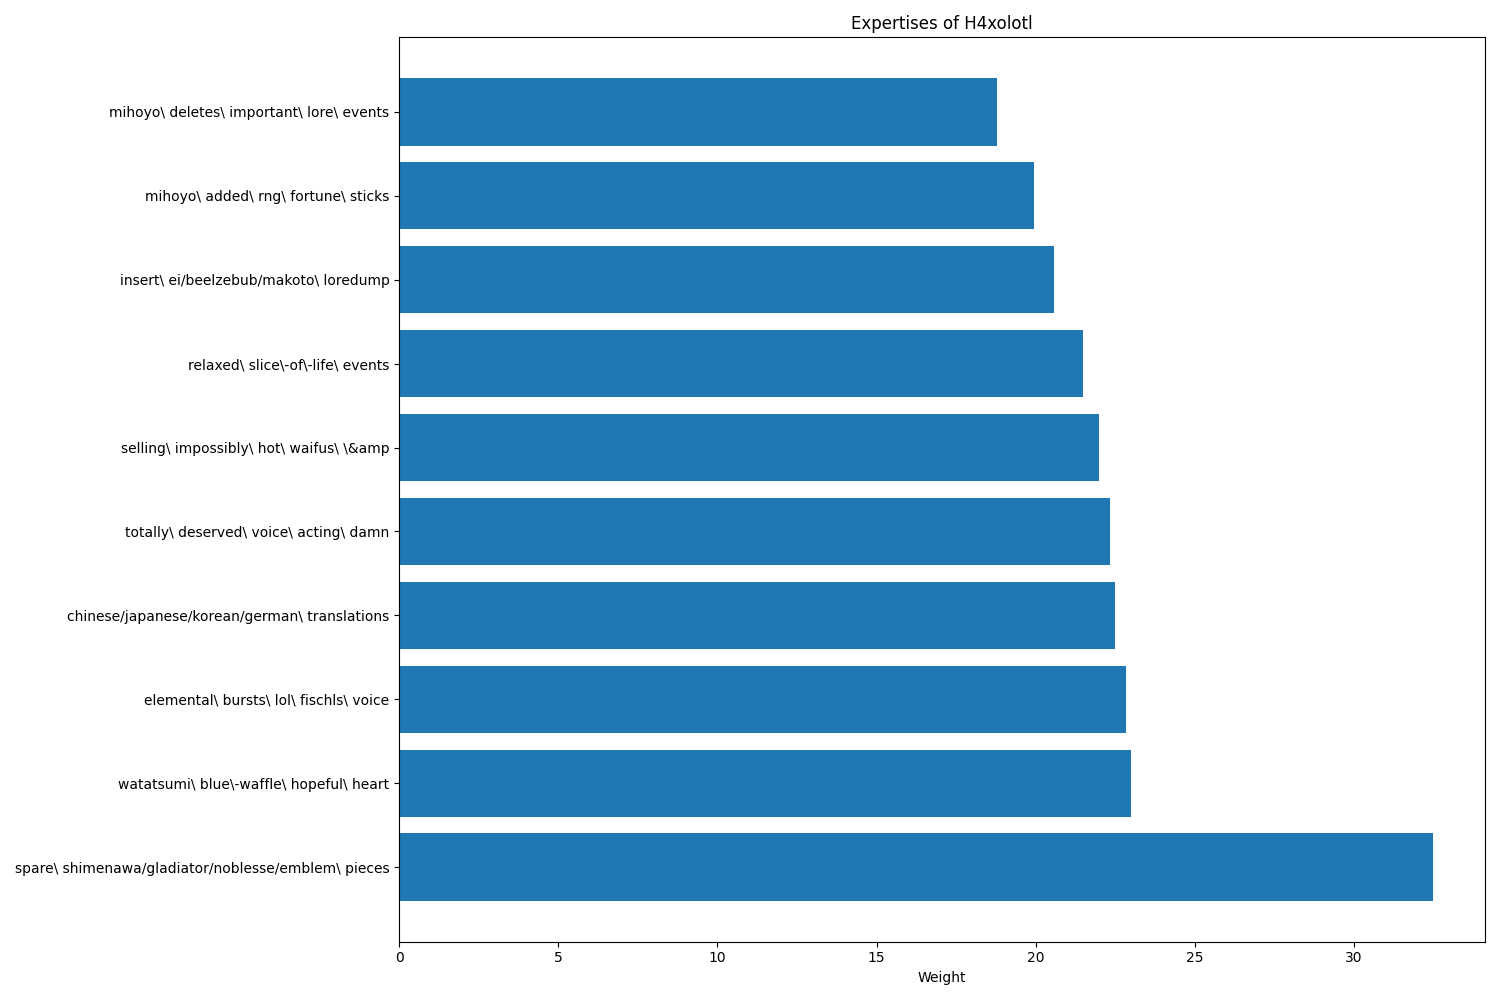 Expertises of H4xolotl
mihoyo\ deletes\ important\ lore\ events
mihoyo\ added\ rng\ fortune\ sticks
insert\ ei/beelzebub/makoto\ loredump
relaxed\ slice\-of\-life\ events
selling\ impossibly\ hot\ waifus\ \&amp
totally\ deserved\ voice\ acting\ damn
chinese/japanese/korean/german\ translations
elemental\ bursts\ lol\ fischls\ voice
watatsumi\ blue\-waffle\ hopeful\ heart
spare\ shimenawa/gladiator/noblesse/emblem\ pieces
0 5 10 15 20 25 30
Weight